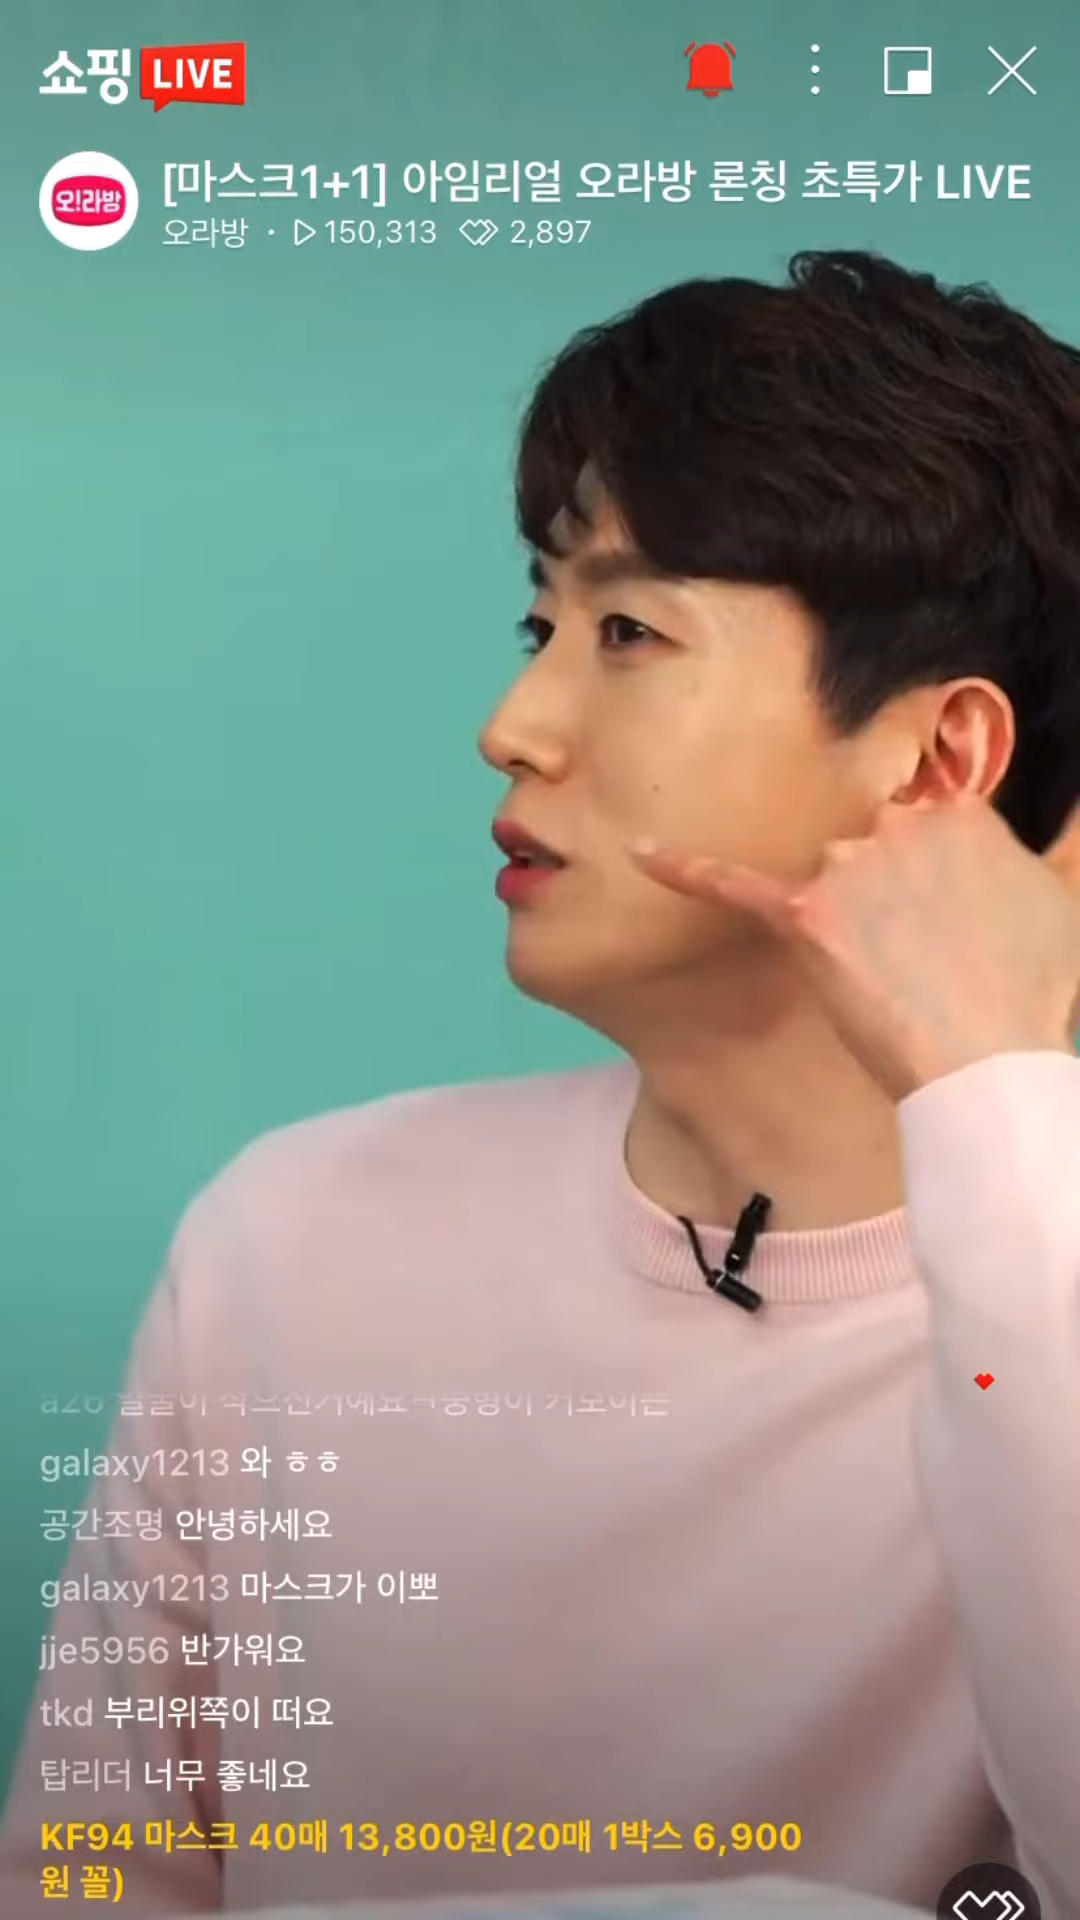 쇼핑 LIVE
오!라방
[마스크1+1] 아임리얼 오라방 론칭 초특가 LIVE
오라방 · 150,313 2,897
galaxy1213 와 ㅎㅎ
공간조명 안녕하세요
galaxy1213 마스크가 이뽀
jje5956 반가워요
tkd 부리위쪽이 떠요
탑리더 너무 좋네요
KF94 마스크 40매 13,800원(20매 1박스 6,900
원 꼴)